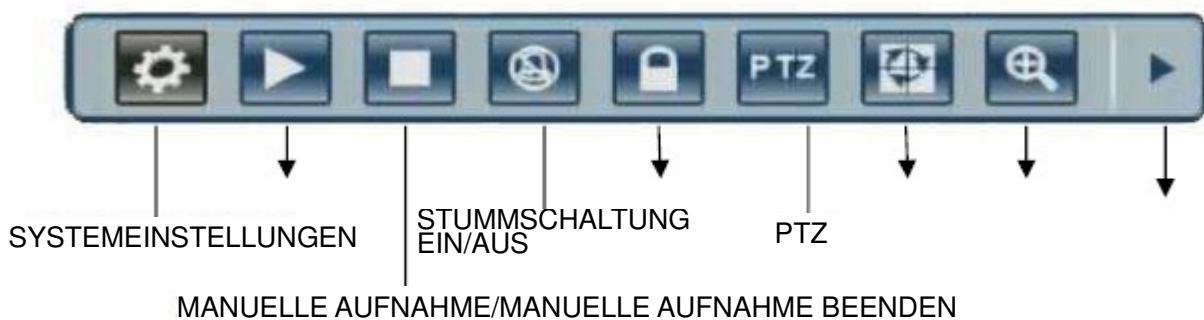 PTZ
SYSTEMEINSTELLUNGEN
STUMMSCHALTUNG
EIN/AUS
PTZ
MANUELLE AUFNAHME/MANUELLE AUFNAHME BEENDEN